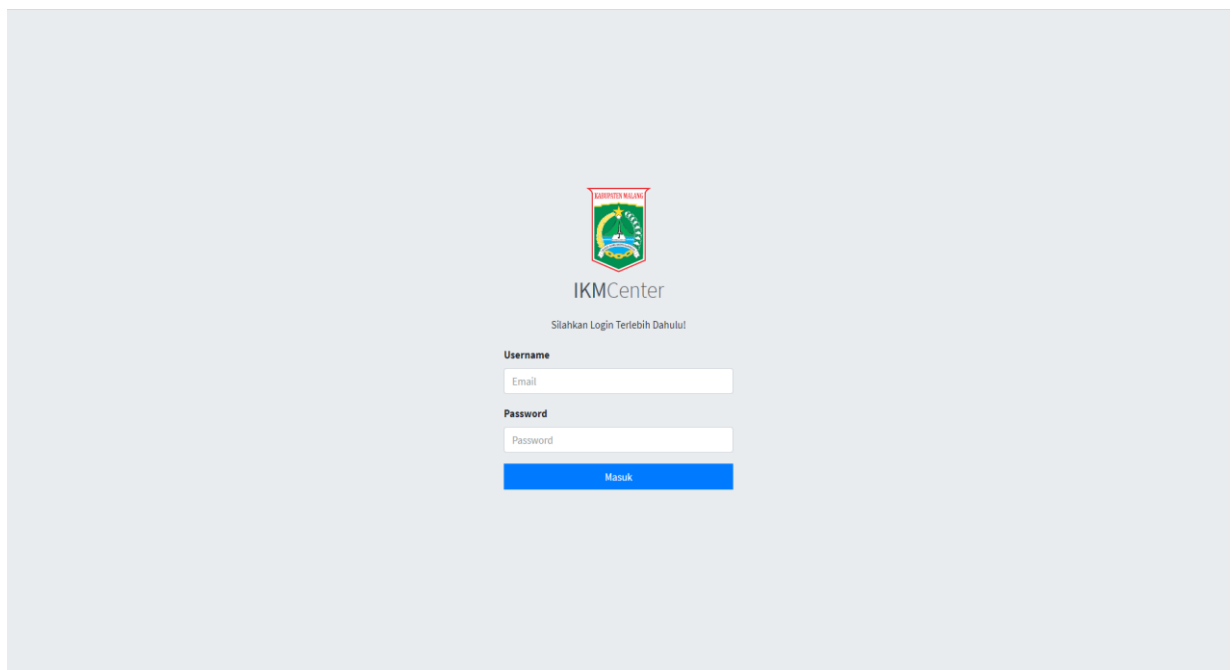 KABUPATEN MALANG
IKMCenter
Silahkan Login Terlebih Dahulu!
Username
Email
Password
Password
Masuk